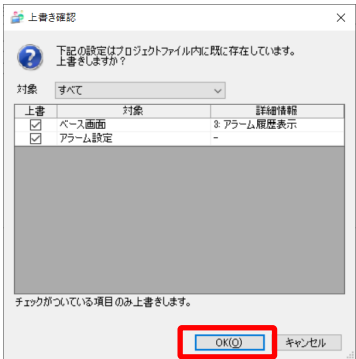 上書き確認
下記の設定はプロジェクトファイル内に既に存在しています。
上書きしますか？
対象 すべて
上書 対象 詳細情報
ベース画面 3: アラーム履歴表示
アラーム設定 -
チェックがついている項目のみ上書きします。
OK(O) キャンセル